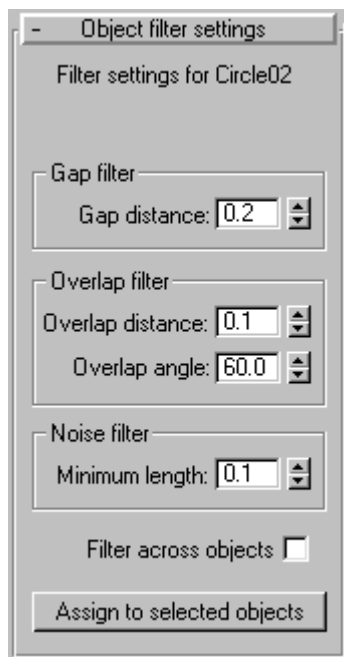 - Object filter settings
Filter settings for Circle02
Gap filter
Gap distance: 0.2
Overlap filter
Overlap distance: 0.1
Overlap angle: 60.0
Noise filter
Minimum length: 0.1
Filter across objects
Assign to selected objects